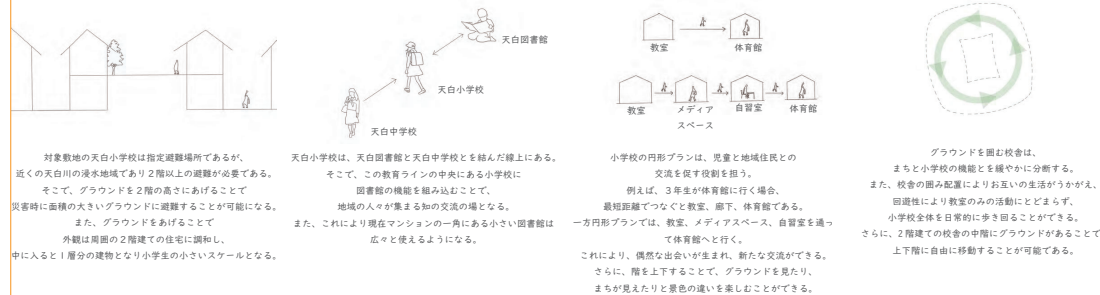 対象敷地の天白小学校は指定避難場所であるが、
近くの天白川の浸水地域であり2階以上の避難が必要である。
そこで、グラウンドを2階の高さにあげることで
災害時に面積の大きいグラウンドに避難することが可能になる。
また、グラウンドをあげることで
外観は周囲の2階建ての住宅に調和し、
中に入ると1層分の建物となり小学生の小さいスケールとなる。
天白図書館
天白小学校
天白中学校
天白小学校は、天白図書館と天白中学校とを結んだ線上にある。
そこで、この教育ラインの中央にある小学校に
図書館の機能を組み込むことで、
地域の人々が集まる知の交流の場となる。
また、これにより現在マンションの一角にある小さい図書館は
広々と使えるようになる。
教室
体育館
教室
メディア
スペース
自習室
体育館
小学校の円形プランは、児童と地域住民との
交流を促す役割を担う。
例えば、3年生が体育館に行く場合、
最短距離でつなぐと教室、廊下、体育館である。
一方円形プランでは、教室、メディアスペース、自習室を通っ
て体育館へと行く。
これにより、偶然な出会いが生まれ、新たな交流ができる。
さらに、階を上下することで、グラウンドを見たり、
まちが見えたりと景色の違いを楽しむことができる。
グラウンドを囲む校舎は、
まちと小学校の機能とを緩やかに分断する。
また、校舎の囲み配置によりお互いの生活がうかがえ、
回遊性により教室のみの活動にとどまらず、
小学校全体を日常的に歩き回ることができる。
さらに、2階建ての校舎の中階にグラウンドがあることで
上下階に自由に移動することが可能である。